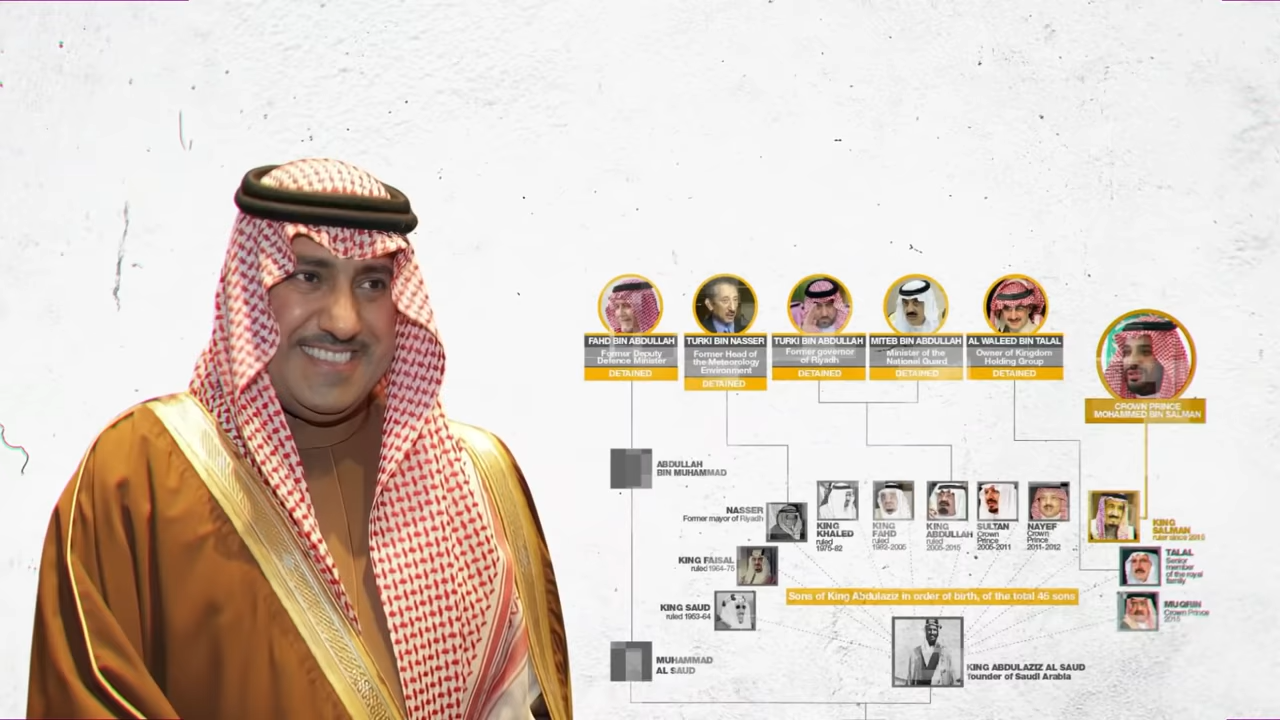 FAHD BIN ABDULLAH
Former Deputy
Defence Minister
DETAINED
TURKI BIN NASSER
Former Head of
the Meteorology
Environment
DETAINED
TURKI BIN ABDULLAH
Former governor
of Riyadh
DETAINED
MITEB BIN ABDULLAH
Minister of the
National Guard
DETAINED
AL WALEED BIN TALAL
Owner of Kingdom
Holding Group
DETAINED
CROWN PRINCE
MOHAMMED BIN SALMAN
ABDULLAH
BIN MUHAMMAD
NASSER
Former mayor of Riyadh
KING FAISAL
ruled 1964-75
KING SAUD
ruled 1953-64
MUHAMMAD
AL SAUD
KING
KHALED
ruled
1975-82
KING
FAHD
ruled
1982-2005
KING
ABDULLAH
ruled
2005-2015
SULTAN
Crown
Prince
2005-2011
NAYEF
Crown
Prince
2011-2012
KING
SALMAN
ruler since 2015
TALAL
Senior
member
of the royal
family
MUQRIN
Crown Prince
2015
Sons of King Abdulaziz in order of birth, of the total 45 sons
KING ABDULAZIZ AL SAUD
founder of Saudi Arabia